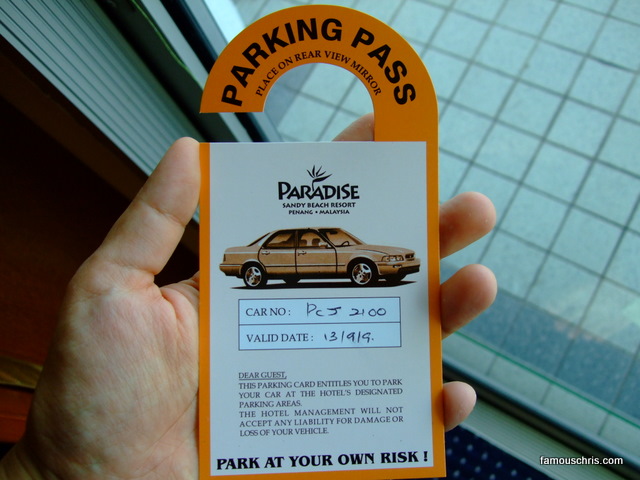 PARKING PASS
PLACE ON REAR VIEW MIRROR
PARADISE
SANDY BEACH RESORT
PENANG • MALAYSIA
CAR NO : PCJ 2100
VALID DATE : 13/9/9.
DEAR GUEST,
THIS PARKING CARD ENTITLES YOU TO PARK
YOUR CAR AT THE HOTEL'S DESIGNATED
PARKING AREAS.
THE HOTEL MANAGEMENT WILL NOT
ACCEPT ANY LIABILITY FOR DAMAGE OR
LOSS OF YOUR VEHICLE.
PARK AT YOUR OWN RISK !
famouschris.com